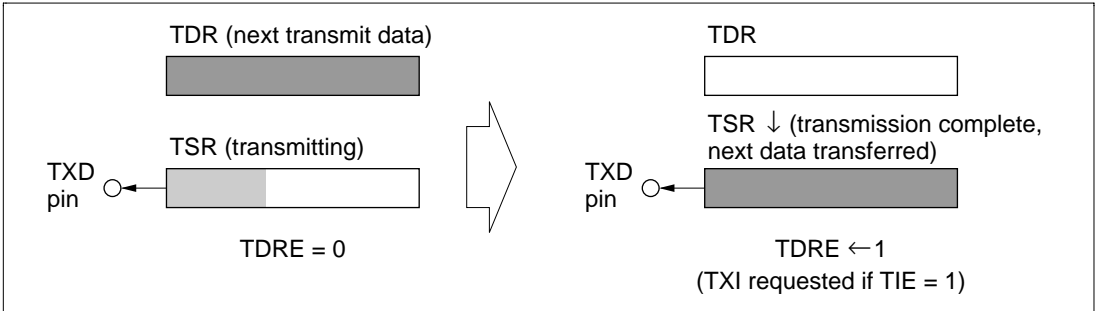 TDR (next transmit data)
TSR (transmitting)
TXD
pin
TDRE = 0
TDR
TSR ↓ (transmission complete,
next data transferred)
TXD
pin
TDRE ←1
(TXI requested if TIE = 1)